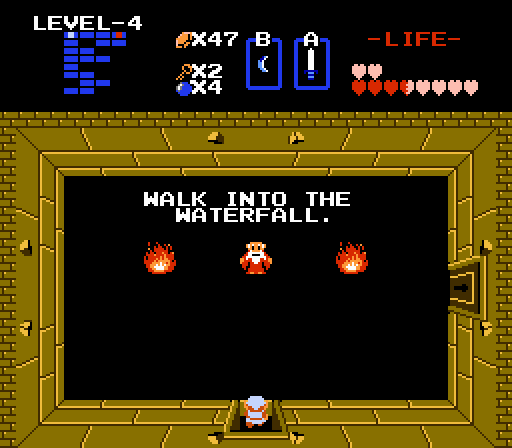 LEVEL-4
X47 B A -LIFE-
X2
X4
WALK INTO THE
WATERFALL.